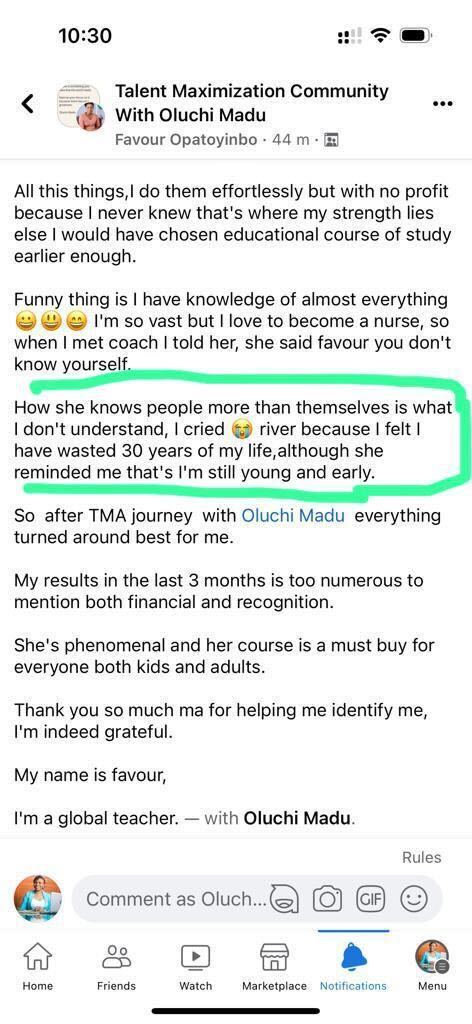 10:30
Talent Maximization Community
With Oluchi Madu
Favour Opatoyinbo · 44 m ·
All this things,I do them effortlessly but with no profit
because I never knew that's where my strength lies
else I would have chosen educational course of study
earlier enough.
Funny thing is I have knowledge of almost everything
😀😃😄 I'm so vast but I love to become a nurse, so
when I met coach I told her, she said favour you don't
know yourself.
How she knows people more than themselves is what
I don't understand, I cried 😭 river because I felt I
have wasted 30 years of my life,although she
reminded me that's I'm still young and early.
So after TMA journey with Oluchi Madu everything
turned around best for me.
My results in the last 3 months is too numerous to
mention both financial and recognition.
She's phenomenal and her course is a must buy for
everyone both kids and adults.
Thank you so much ma for helping me identify me,
I'm indeed grateful.
My name is favour,
I'm a global teacher. — with Oluchi Madu.
Rules
Comment as Oluch...
GIF
Home Friends Watch Marketplace Notifications Menu